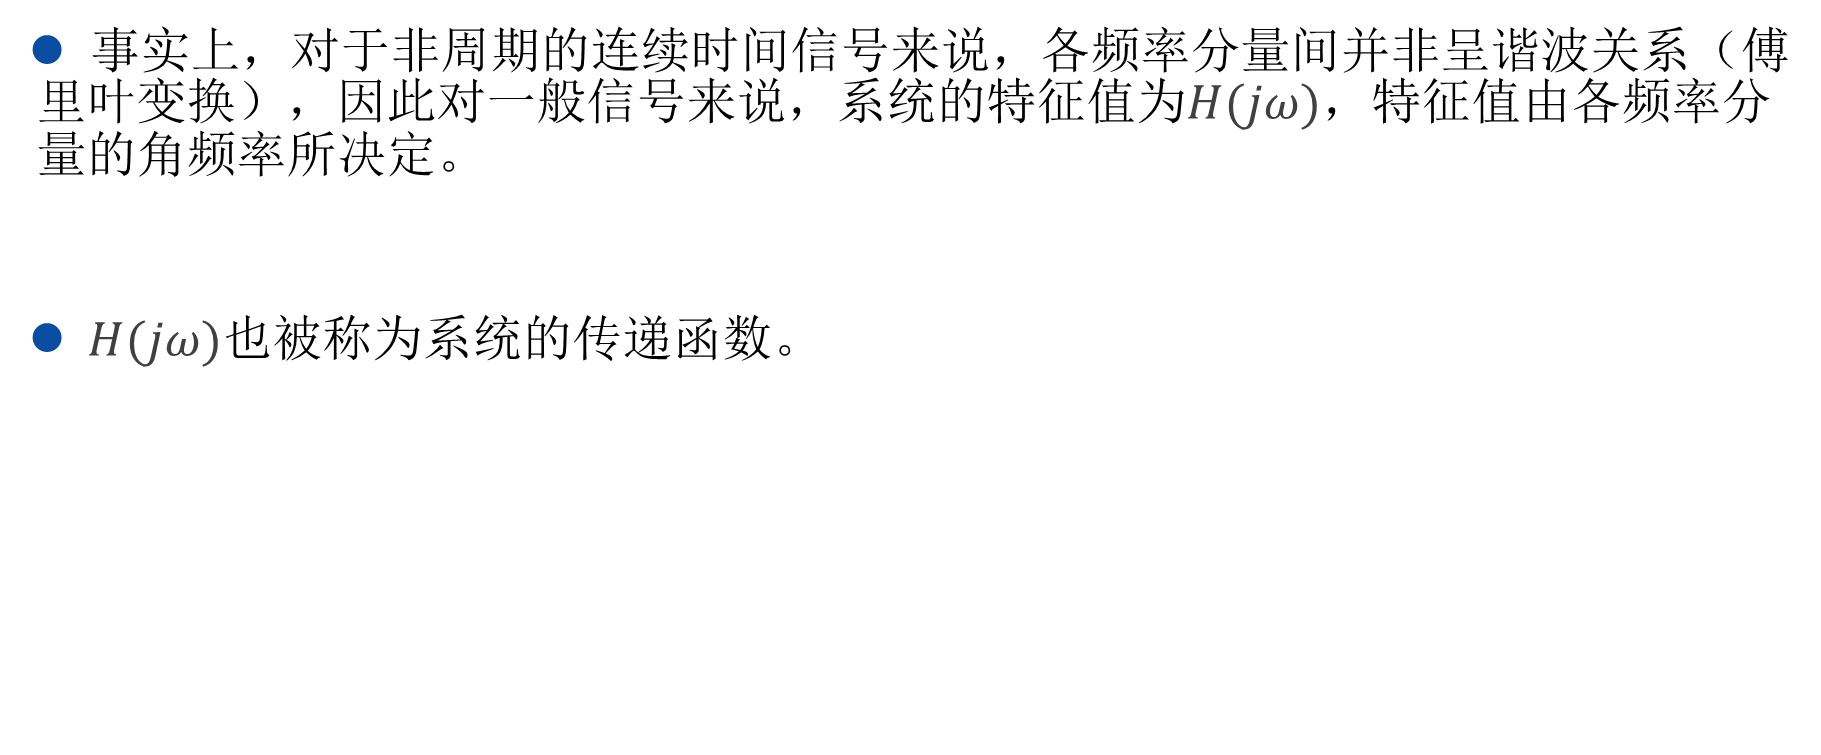 ● 事实上，对于非周期的连续时间信号来说，各频率分量间并非呈谐波关系（傅
里叶变换），因此对一般信号来说，系统的特征值为H(jω)，特征值由各频率分
量的角频率所决定。
● H(jω)也被称为系统的传递函数。